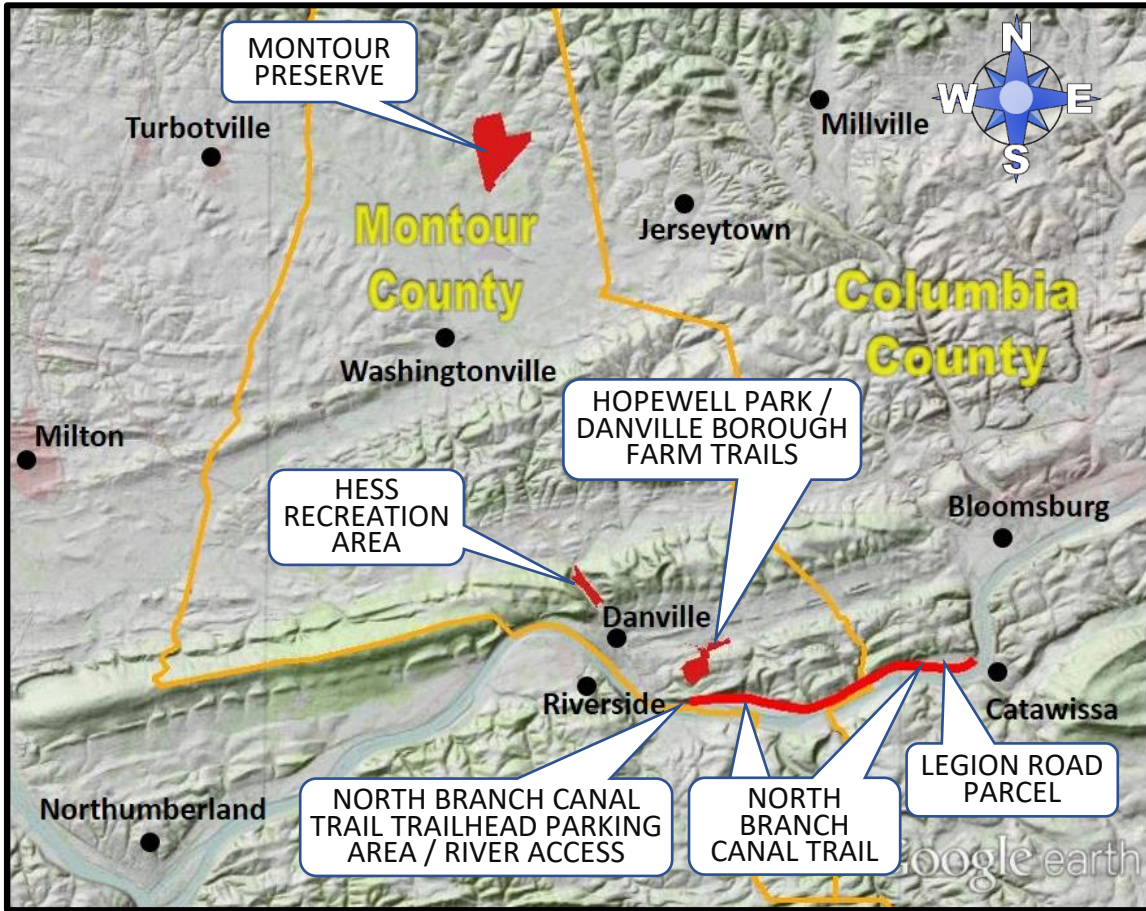 MONTOUR
PRESERVE
N
W
E
S
Turbotville
Millville
Jerseytown
Montour
County
Columbia
County
Washingtonville
HOPEWELL PARK /
DANVILLE BOROUGH
FARM TRAILS
Milton
HESS
RECREATION
AREA
Bloomsburg
Danville
Riverside
Catawissa
NORTH BRANCH CANAL
TRAIL TRAILHEAD PARKING
AREA / RIVER ACCESS
NORTH
BRANCH
CANAL TRAIL
LEGION ROAD
PARCEL
Northumberland
oogle earth